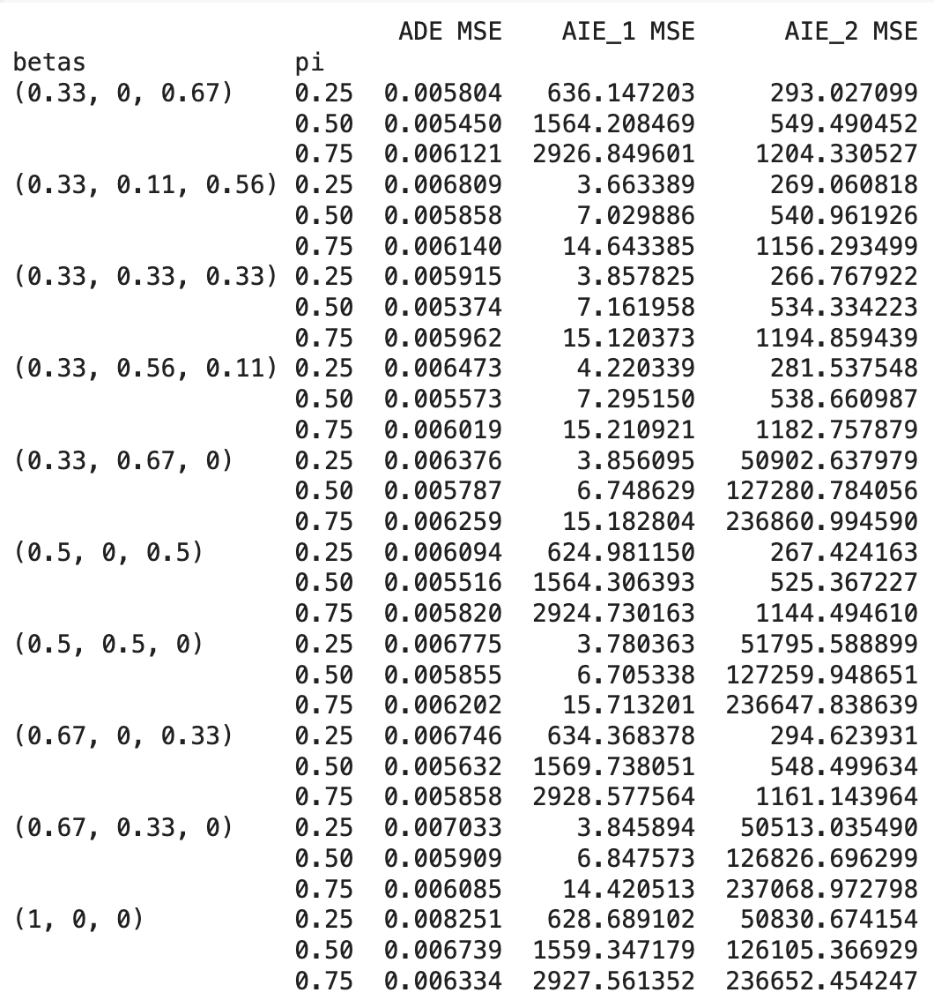 ADE MSE AIE_1 MSE AIE_2 MSE
betas pi
(0.33, 0, 0.67) 0.25 0.005804 636.147203 293.027099
0.50 0.005450 1564.208469 549.490452
0.75 0.006121 2926.849601 1204.330527
(0.33, 0.11, 0.56) 0.25 0.006809 3.663389 269.060818
0.50 0.005858 7.029886 540.961926
0.75 0.006140 14.643385 1156.293499
(0.33, 0.33, 0.33) 0.25 0.005915 3.857825 266.767922
0.50 0.005374 7.161958 534.334223
0.75 0.005962 15.120373 1194.859439
(0.33, 0.56, 0.11) 0.25 0.006473 4.220339 281.537548
0.50 0.005573 7.295150 538.660987
0.75 0.006019 15.210921 1182.757879
(0.33, 0.67, 0) 0.25 0.006376 3.856095 50902.637979
0.50 0.005787 6.748629 127280.784056
0.75 0.006259 15.182804 236860.994590
(0.5, 0, 0.5) 0.25 0.006094 624.981150 267.424163
0.50 0.005516 1564.306393 525.367227
0.75 0.005820 2924.730163 1144.494610
(0.5, 0.5, 0) 0.25 0.006775 3.780363 51795.588899
0.50 0.005855 6.705338 127259.948651
0.75 0.006202 15.713201 236647.838639
(0.67, 0, 0.33) 0.25 0.006746 634.368378 294.623931
0.50 0.005632 1569.738051 548.499634
0.75 0.005858 2928.577564 1161.143964
(0.67, 0.33, 0) 0.25 0.007033 3.845894 50513.035490
0.50 0.005909 6.847573 126826.696299
0.75 0.006085 14.420513 237068.972798
(1, 0, 0) 0.25 0.008251 628.689102 50830.674154
0.50 0.006739 1559.347179 126105.366929
0.75 0.006334 2927.561352 236652.454247